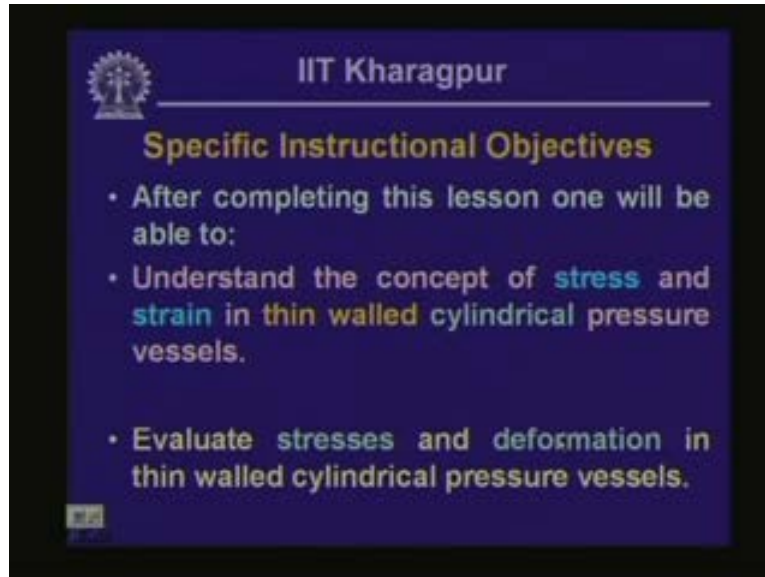 IIT Kharagpur
Specific Instructional Objectives
• After completing this lesson one will be
able to:
• Understand the concept of stress and
strain in thin walled cylindrical pressure
vessels.
• Evaluate stresses and deformation in
thin walled cylindrical pressure vessels.